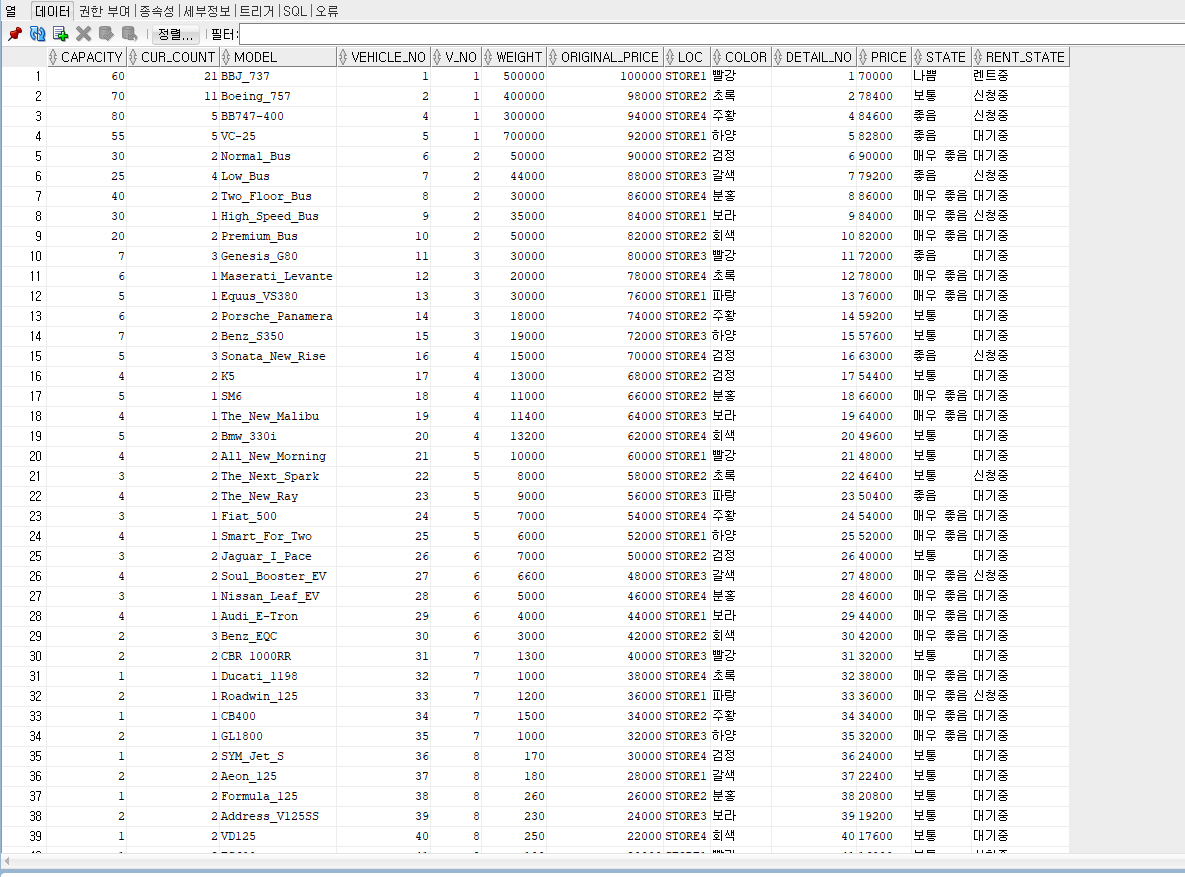 열 데이터 권한 부여 종속성 세부정보 트리거 SQL 오류
정렬... 필터:
CAPACITY CUR_COUNT MODEL VEHICLE_NO V_NO WEIGHT ORIGINAL_PRICE LOC COLOR DETAIL_NO PRICE STATE RENT_STATE
1 60 21 BBJ_737 1 1 500000 100000 STORE1 빨강 1 70000 나쁨 렌트중
2 70 11 Boeing_757 2 1 400000 98000 STORE2 초록 2 78400 보통 신청중
3 80 5 BB747-400 4 1 300000 94000 STORE4 주황 4 84600 좋음 신청중
4 55 5 VC-25 5 1 700000 92000 STORE1 하양 5 82800 좋음 대기중
5 30 2 Normal_Bus 6 2 50000 90000 STORE2 검정 6 90000 매우 좋음 대기중
6 25 4 Low_Bus 7 2 44000 88000 STORE3 갈색 7 79200 좋음 신청중
7 40 2 Two_Floor_Bus 8 2 30000 86000 STORE4 분홍 8 86000 매우 좋음 대기중
8 30 1 High_Speed_Bus 9 2 35000 84000 STORE1 보라 9 84000 매우 좋음 신청중
9 20 2 Premium_Bus 10 2 50000 82000 STORE2 회색 10 82000 매우 좋음 대기중
10 7 3 Genesis_G80 11 3 30000 80000 STORE3 빨강 11 72000 좋음 대기중
11 6 1 Maserati_Levante 12 3 20000 78000 STORE4 초록 12 78000 매우 좋음 대기중
12 5 1 Equus_VS380 13 3 30000 76000 STORE1 파랑 13 76000 매우 좋음 대기중
13 6 2 Porsche_Panamera 14 3 18000 74000 STORE2 주황 14 59200 보통 대기중
14 7 2 Benz_S350 15 3 19000 72000 STORE3 하양 15 57600 보통 대기중
15 5 3 Sonata_New_Rise 16 4 15000 70000 STORE4 검정 16 63000 좋음 신청중
16 4 2 K5 17 4 13000 68000 STORE2 검정 17 54400 보통 대기중
17 5 1 SM6 18 4 11000 66000 STORE2 분홍 18 66000 매우 좋음 대기중
18 4 1 The_New_Malibu 19 4 11400 64000 STORE3 보라 19 64000 매우 좋음 대기중
19 5 2 Bmw_330i 20 4 13200 62000 STORE4 회색 20 49600 보통 대기중
20 4 2 All_New_Morning 21 5 10000 60000 STORE1 빨강 21 48000 보통 대기중
21 3 2 The_Next_Spark 22 5 8000 58000 STORE2 초록 22 46400 보통 신청중
22 4 2 The_New_Ray 23 5 9000 56000 STORE3 파랑 23 50400 좋음 대기중
23 3 1 Fiat_500 24 5 7000 54000 STORE4 주황 24 54000 매우 좋음 대기중
24 4 1 Smart_For_Two 25 5 6000 52000 STORE1 하양 25 52000 매우 좋음 대기중
25 3 2 Jaguar_I_Pace 26 6 7000 50000 STORE2 검정 26 40000 보통 대기중
26 4 2 Soul_Booster_EV 27 6 6600 48000 STORE3 갈색 27 48000 매우 좋음 신청중
27 3 1 Nissan_Leaf_EV 28 6 5000 46000 STORE4 분홍 28 46000 매우 좋음 대기중
28 4 1 Audi_E-Tron 29 6 4000 44000 STORE1 보라 29 44000 매우 좋음 대기중
29 2 3 Benz_EQC 30 6 3000 42000 STORE2 회색 30 42000 매우 좋음 대기중
30 2 2 CBR 1000RR 31 7 1300 40000 STORE3 빨강 31 32000 보통 대기중
31 1 1 Ducati_1198 32 7 1000 38000 STORE4 초록 32 38000 매우 좋음 대기중
32 2 1 Roadwin_125 33 7 1200 36000 STORE1 파랑 33 36000 매우 좋음 신청중
33 1 1 CB400 34 7 1500 34000 STORE2 주황 34 34000 매우 좋음 대기중
34 2 1 GL1800 35 7 1000 32000 STORE3 하양 35 32000 매우 좋음 대기중
35 1 2 SYM_Jet_S 36 8 170 30000 STORE4 검정 36 24000 보통 대기중
36 2 2 Aeon_125 37 8 180 28000 STORE1 갈색 37 22400 보통 대기중
37 1 2 Formula_125 38 8 260 26000 STORE2 분홍 38 20800 보통 대기중
38 2 2 Address_V125SS 39 8 230 24000 STORE3 보라 39 19200 보통 대기중
39 1 2 VD125 40 8 250 22000 STORE4 회색 40 17600 보통 대기중